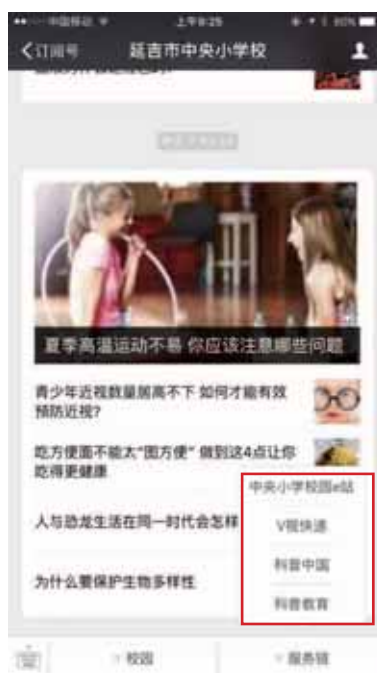 中国移动
上午9:25
80%
订阅号
延吉市中央小学校
夏季高温运动不易 你应该注意哪些问题
青少年近视数量居高不下 如何才能有效
预防近视?
吃方便面不能太"图方便" 做到这4点让你
吃得更健康
人与恐龙生活在同一时代会怎样
为什么要保护生物多样性
中央小学校园e站
V视快递
科普中国
科普教育
校园
服务链